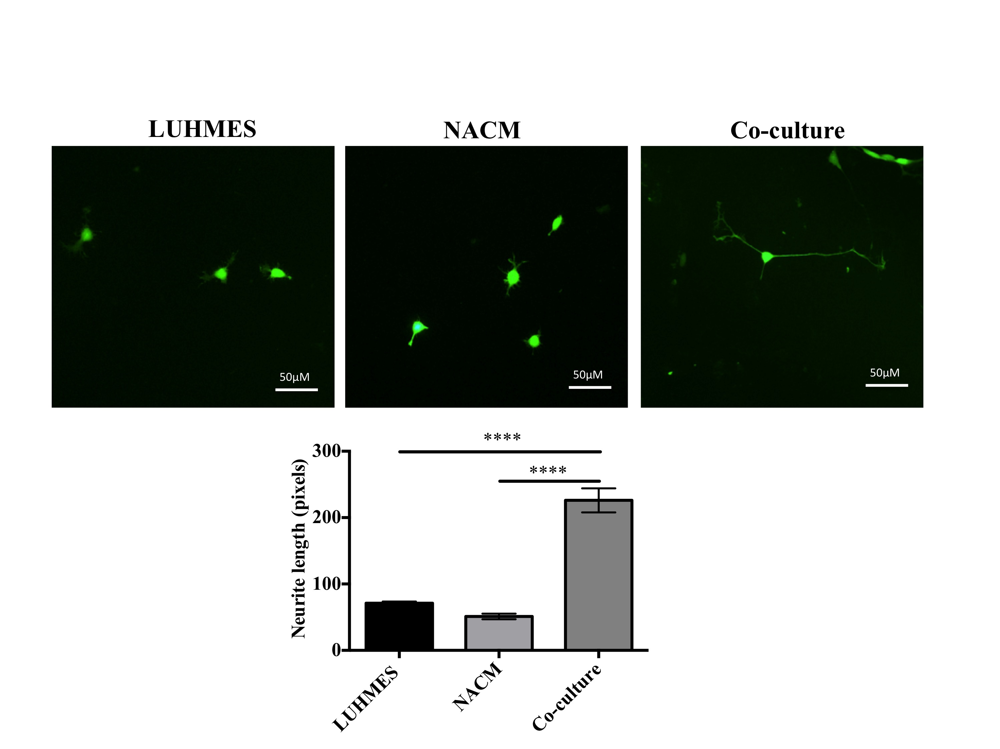 LUHMES
NACM
Co-culture
50µM
50µM
50µM
****
****
Neurite length (pixels)
300
200
100
0
LUHMES
NACM
Co-culture